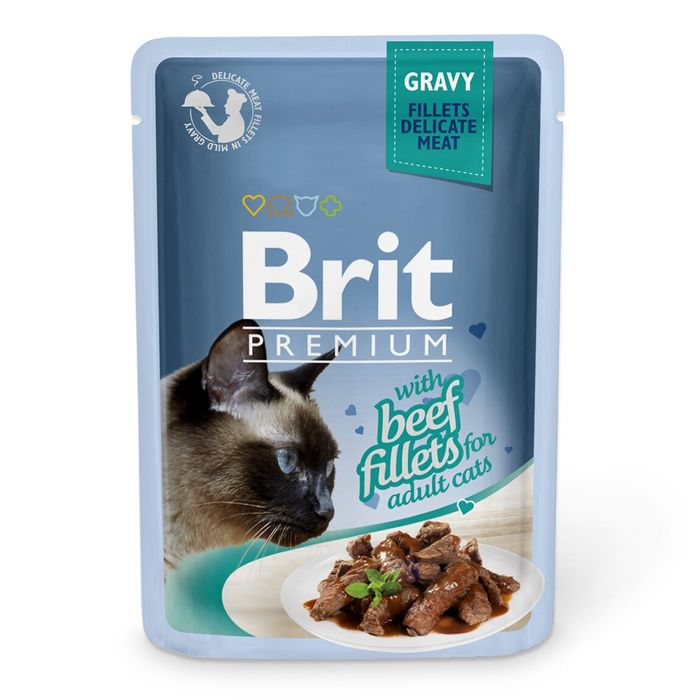 DELICATE MEAT FILLETS IN MILD GRAVY
GRAVY
FILLETS
DELICATE
MEAT
Brit
PREMIUM
with
beef
fillets for
adult cats